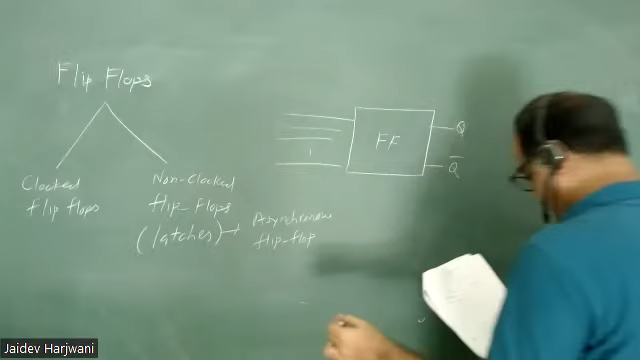 Flip Flops
Clocked
flip flops
Non-Clocked
flip-Flops
(latches) →
Asynchronous
flip-flop
FF
Q
Q̅
Jaidev Harjwani